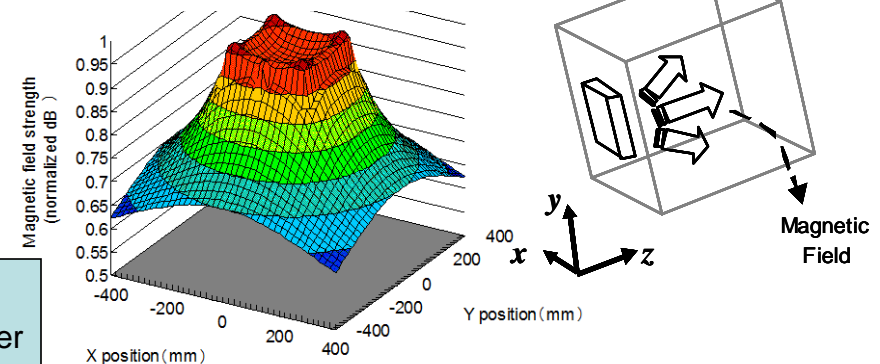 Magnetic field strength
(normalized dB )
1
0.95
0.9
0.85
0.8
0.75
0.7
0.65
0.6
0.55
0.5
-400
-200
0
200
400
X position(mm)
-400
-200
0
200
400
Y position(mm)
y
x
z
Magnetic
Field
er